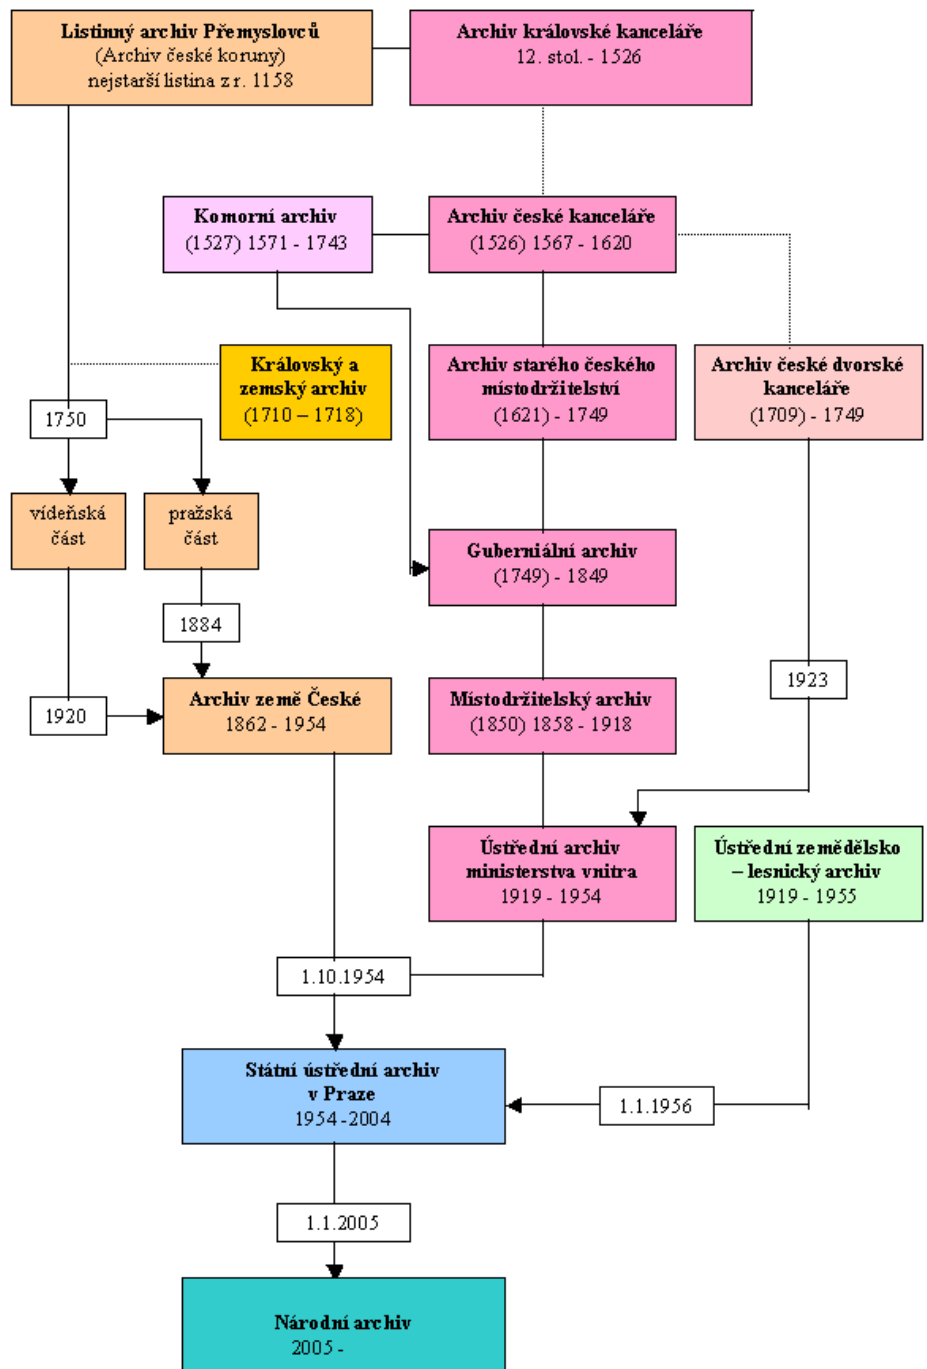 Listinný archiv Přemyslovců
(Archiv české koruny)
nejstarší listina z r. 1158
Archiv královské kanceláře
12. stol. - 1526
Komorní archiv
(1527) 1571 - 1743
Archiv české kanceláře
(1526) 1567 - 1620
Královský a
zemský archiv
(1710 – 1718)
Archiv starého českého
místodržitelství
(1621) - 1749
Archiv české dvorské
kanceláře
(1709) - 1749
1750
vídeňská
část
pražská
část
Guberniální archiv
(1749) - 1849
1884
1923
Archiv země České
1862 - 1954
Místodržitelský archiv
(1850) 1858 - 1918
1920
Ústřední archiv
ministerstva vnitra
1919 - 1954
Ústřední zemědělsko
– lesnický archiv
1919 - 1955
1.10.1954
Státní ústřední archiv
v Praze
1954 -2004
1.1.1956
1.1.2005
Národní archiv
2005 -